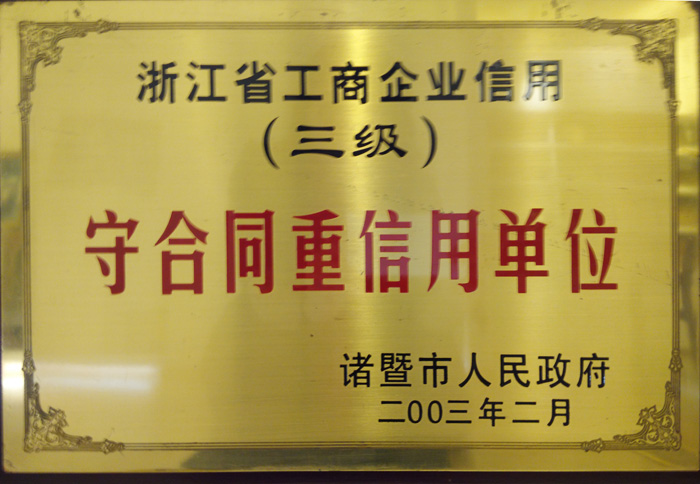 浙江省工商企业信用
（三级）
守合同重信用单位
诸暨市人民政府
二00三年二月